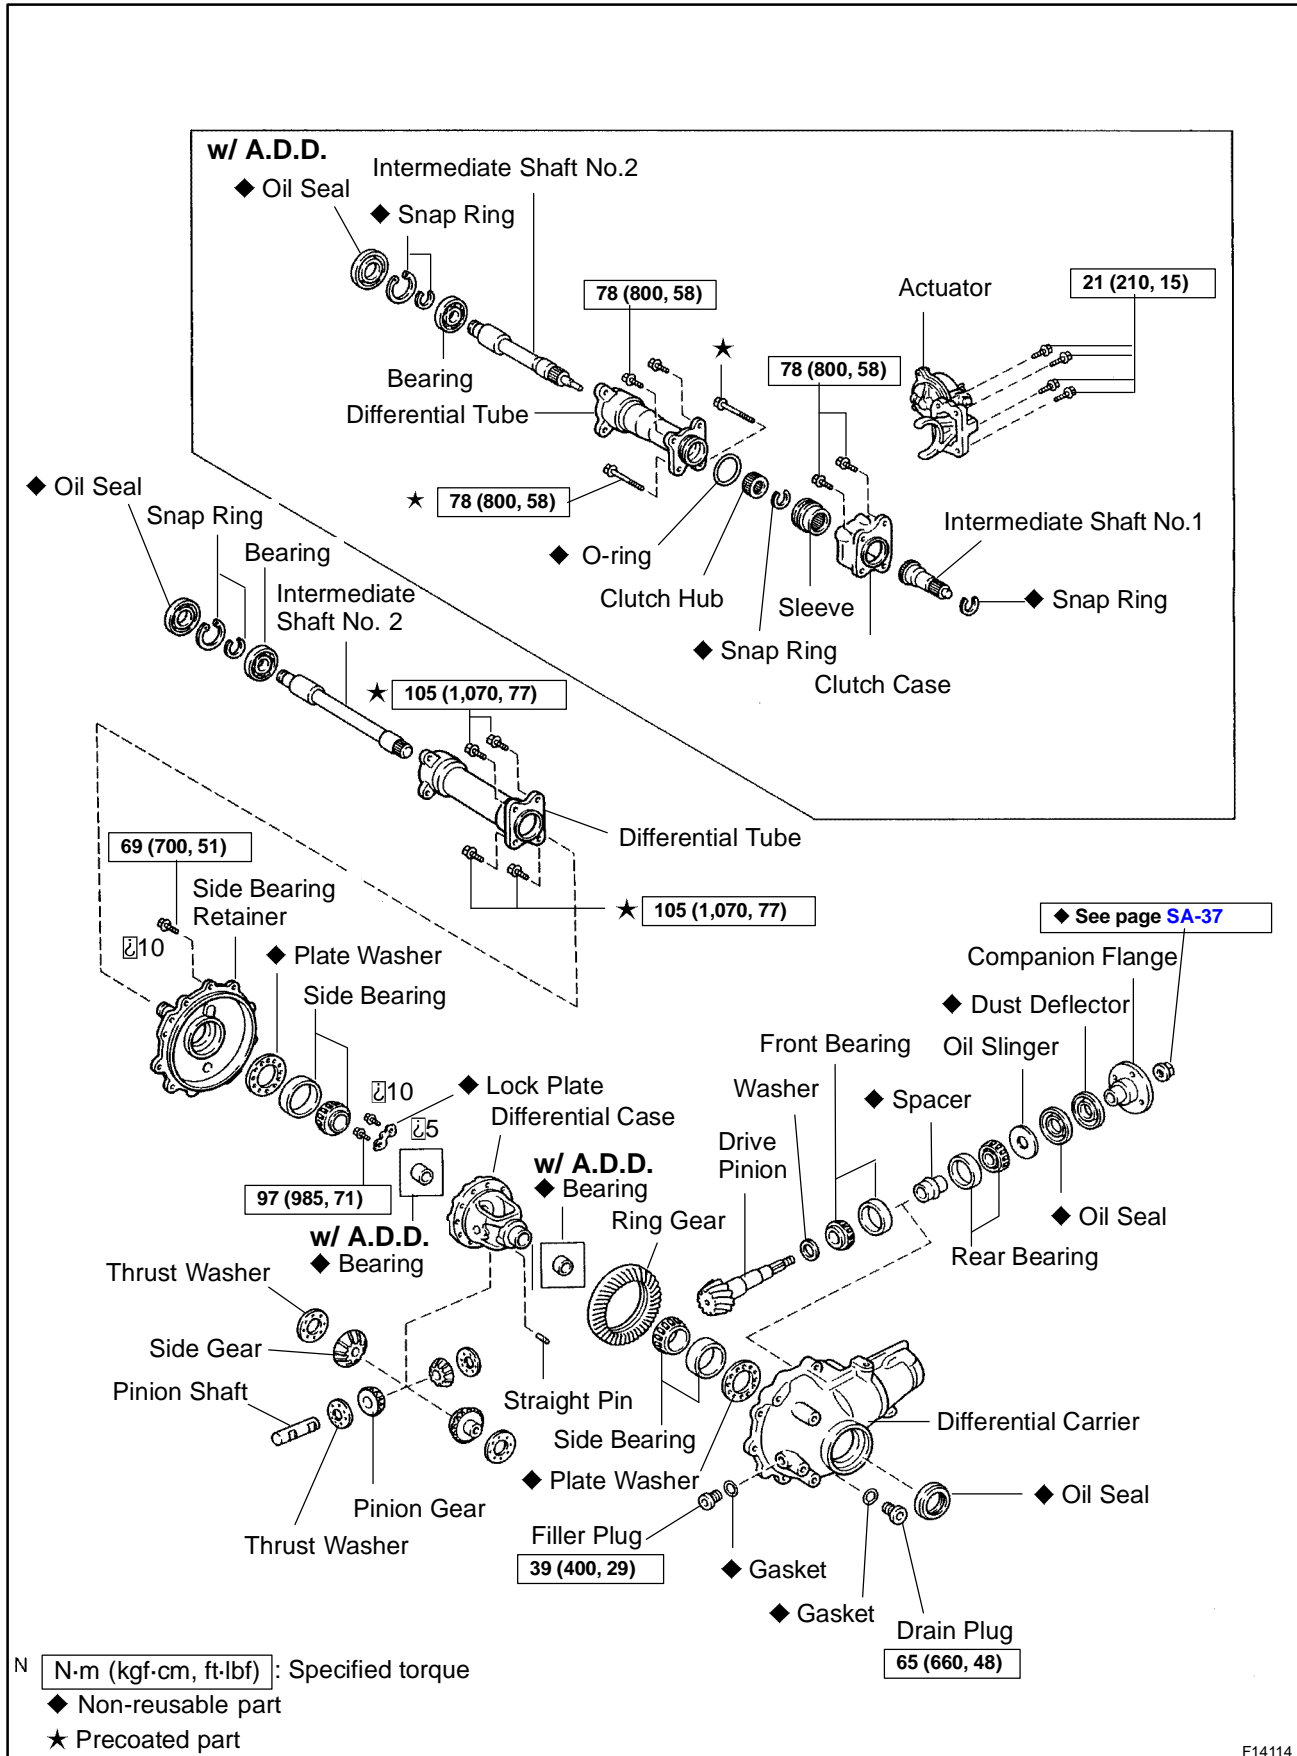 w/ A.D.D.
Intermediate Shaft No.2
◆ Oil Seal
◆ Snap Ring
78 (800, 58)
Actuator
21 (210, 15)
★
78 (800, 58)
Bearing
Differential Tube
◆ Oil Seal
★ 78 (800, 58)
Snap Ring
Intermediate Shaft No.1
Bearing
◆ O-ring
Clutch Hub
Sleeve
◆ Snap Ring
Intermediate
Shaft No. 2
◆ Snap Ring
Clutch Case
★ 105 (1,070, 77)
Differential Tube
69 (700, 51)
Side Bearing
Retainer
★ 105 (1,070, 77)
◆ See page SA-37
10
◆ Plate Washer
Companion Flange
Side Bearing
◆ Dust Deflector
Front Bearing
Oil Slinger
10
◆ Lock Plate
Washer
◆ Spacer
Differential Case
5
Drive
Pinion
w/ A.D.D.
◆ Bearing
97 (985, 71)
Ring Gear
◆ Oil Seal
w/ A.D.D.
◆ Bearing
Rear Bearing
Thrust Washer
Side Gear
Pinion Shaft
Straight Pin
Differential Carrier
Side Bearing
◆ Plate Washer
◆ Oil Seal
Pinion Gear
Filler Plug
39 (400, 29)
Thrust Washer
◆ Gasket
◆ Gasket
Drain Plug
65 (660, 48)
N N·m (kgf·cm, ft·lbf) : Specified torque
◆ Non-reusable part
★ Precoated part
F14114